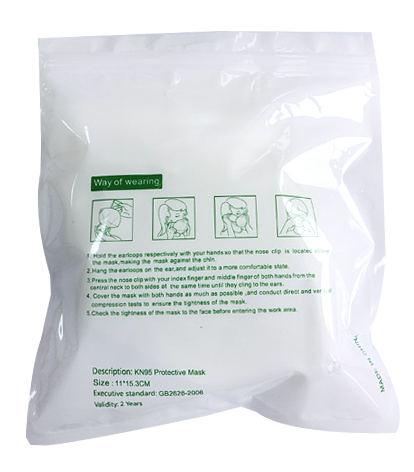 Way of wearing
1. Hold the earloops respectively with your hands so that the nose clip is located
the mask,making the mask against the chin.
2.Hang the earloops on the ear,and adjust it to a more comfortable state.
3.Press the nose clip with your index finger and middle finger of both hands from the
central neck to both sides at the same time until they cling to the ears.
4. Cover the mask with both hands as much as possible ,and conduct direct and
compression tests to ensure the tightness of the mask.
5.Check the tightness of the mask to the face before entering the work area.
Description: KN95 Protective Mask
Size : 11*15.3CM
Executive standard: GB2626-2006
Validity: 2 Years
MADE IN